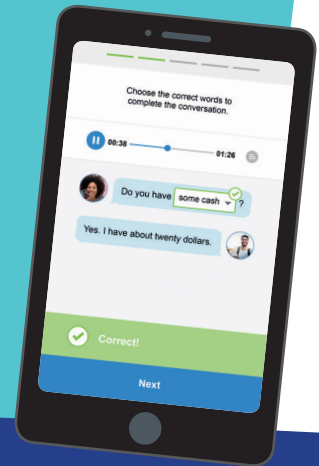 Choose the correct words to
complete the conversation.
00:38 01:26
Do you have some cash ?
Yes. I have about twenty dollars.
Correct!
Next